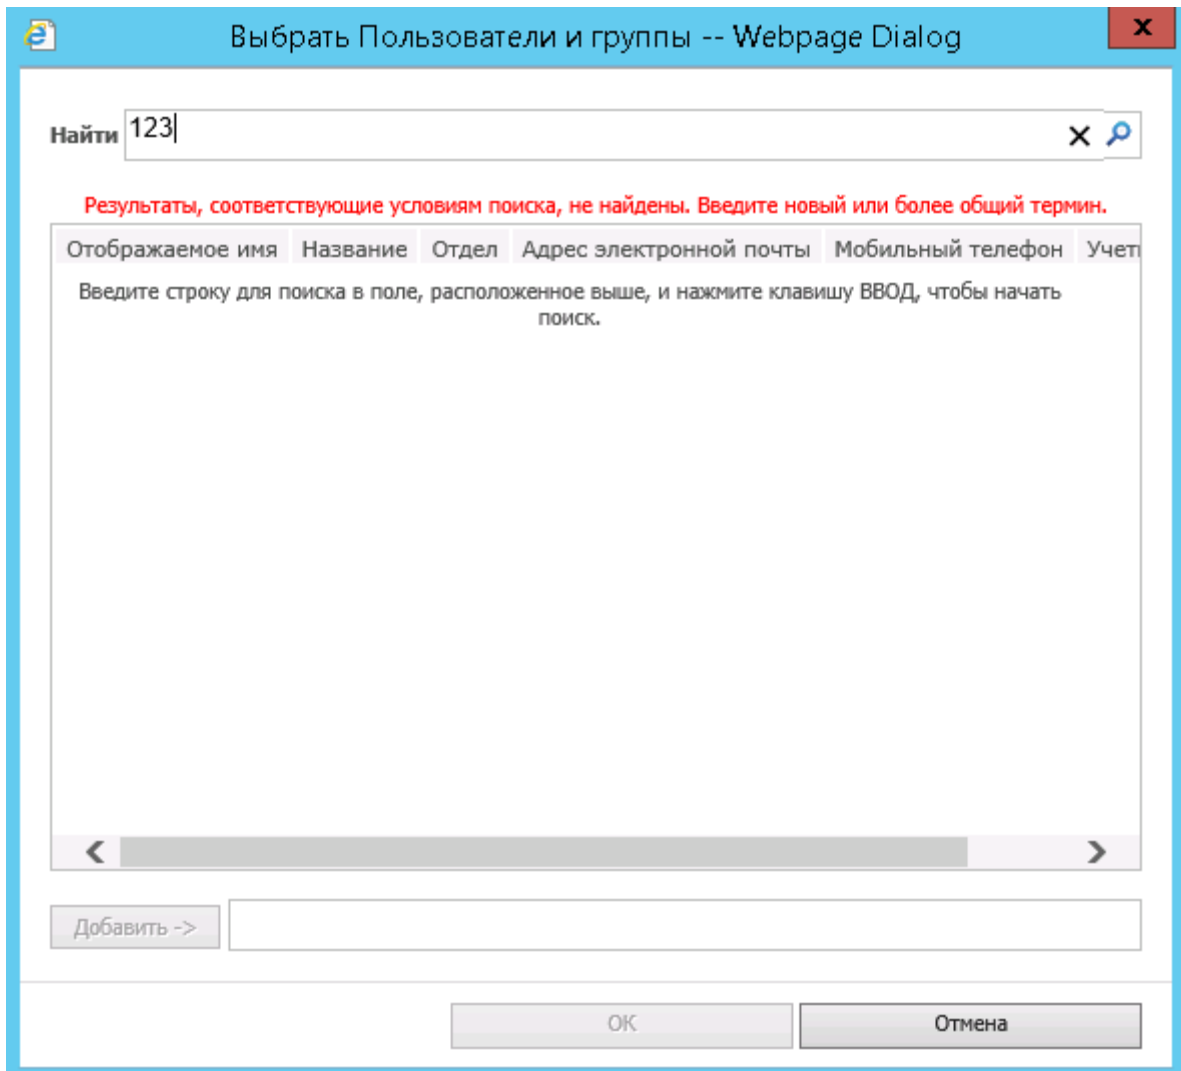 Выбрать Пользователи и группы -- Webpage Dialog
x
Найти 123
Результаты, соответствующие условиям поиска, не найдены. Введите новый или более общий термин.
Отображаемое имя Название Отдел Адрес электронной почты Мобильный телефон Учетн
Введите строку для поиска в поле, расположенное выше, и нажмите клавишу ВВОД, чтобы начать
поиск.
Добавить ->
ОК Отмена